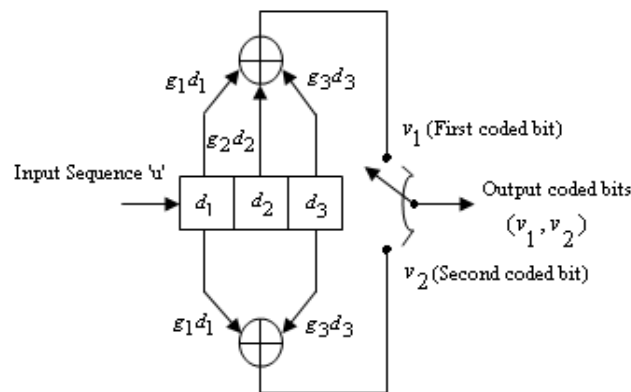 g1d1
g3d3
g2d2
v1 (First coded bit)
Input Sequence 'u'
d1 d2 d3
Output coded bits
(v1, v2)
v2 (Second coded bit)
g1d1
g3d3